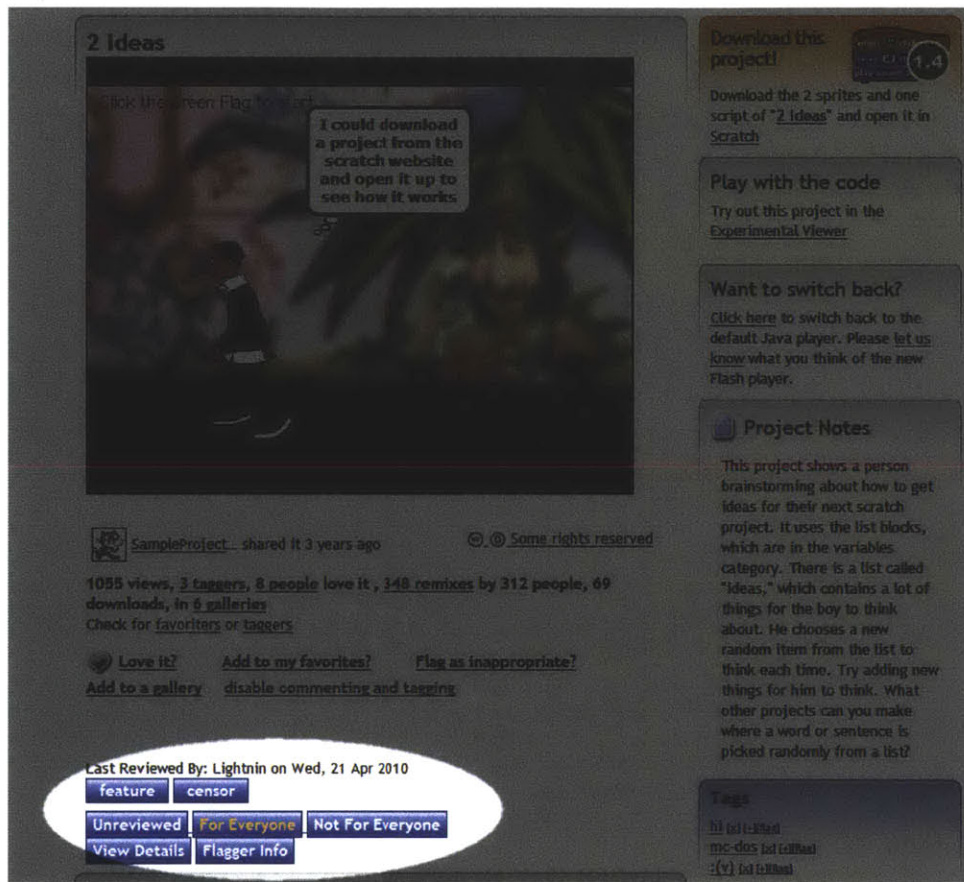 2 Ideas
Click the Green Flag to start
I could download
a project from the
scratch website
and open it up to
see how it works
SampleProject shared it 3 years ago
Some rights reserved
1055 views, 3 taggers, 8 people love it , 348 remixes by 312 people, 69
downloads, in 6 galleries
Check for favoriters or taggers
Love it? Add to my favorites? Flag as inappropriate?
Add to a gallery disable commenting and tagging
Last Reviewed By: Lightnin on Wed, 21 Apr 2010
feature censor
Unreviewed For Everyone Not For Everyone
View Details Flagger Info
Download this
project!
1.4
Download the 2 sprites and one
script of "2 Ideas" and open it in
Scratch
Play with the code
Try out this project in the
Experimental Viewer
Want to switch back?
Click here to switch back to the
default Java player. Please let us
know what you think of the new
Flash player.
Project Notes
This project shows a person
brainstorming about how to get
ideas for their next scratch
project. It uses the list blocks,
which are in the variables
category. There is a list called
"ideas," which contains a lot of
things for the boy to think
about. He chooses a new
random item from the list to
think each time. Try adding new
things for him to think. What
other projects can you make
where a word or sentence is
picked randomly from a list?
Tags
hi [x]
mc-dos [x]
:(v) [x]